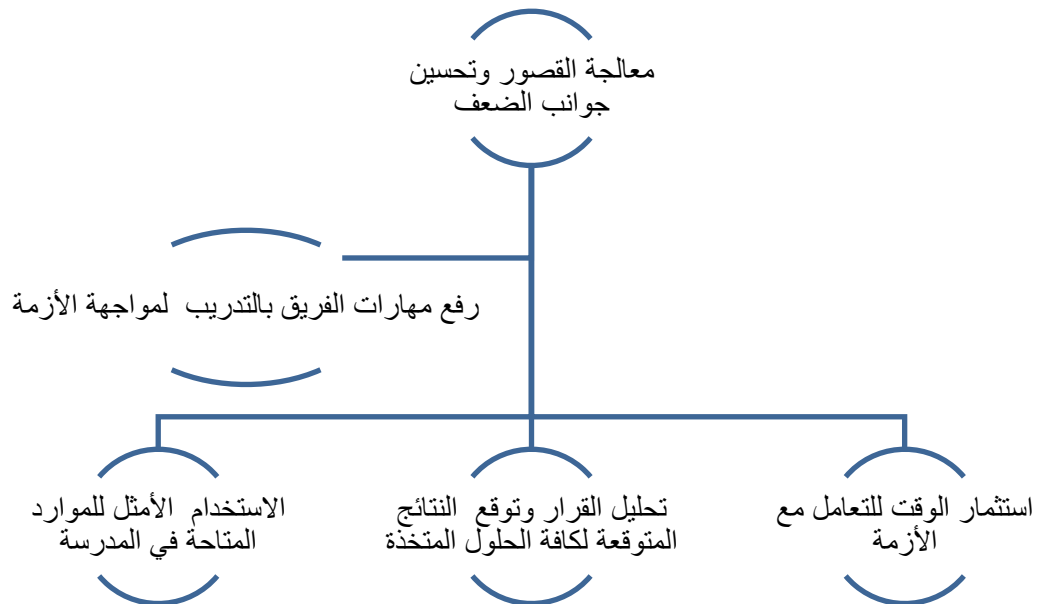 معالجة القصور وتحسين
جوانب الضعف
رفع مهارات الفريق بالتدريب لمواجهة الأزمة
استثمار الوقت للتعامل مع
الأزمة
تحليل القرار وتوقع النتائج
المتوقعة لكافة الحلول المتخذة
الاستخدام الأمثل للموارد
المتاحة في المدرسة